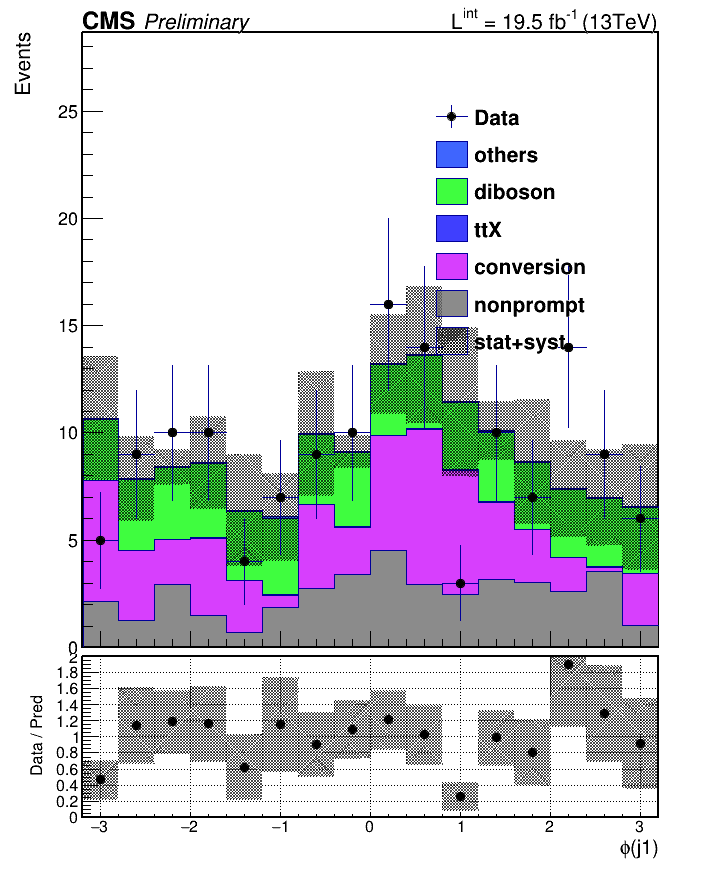 CMS Preliminary L^int = 19.5 fb^-1 (13TeV)
Events
25
20
15
10
5
0
Data
others
diboson
ttX
conversion
nonprompt
stat+syst
Data / Pred
2
1.8
1.6
1.4
1.2
1
0.8
0.6
0.4
0.2
0
−3 −2 −1 0 1 2 3
ϕ(j1)